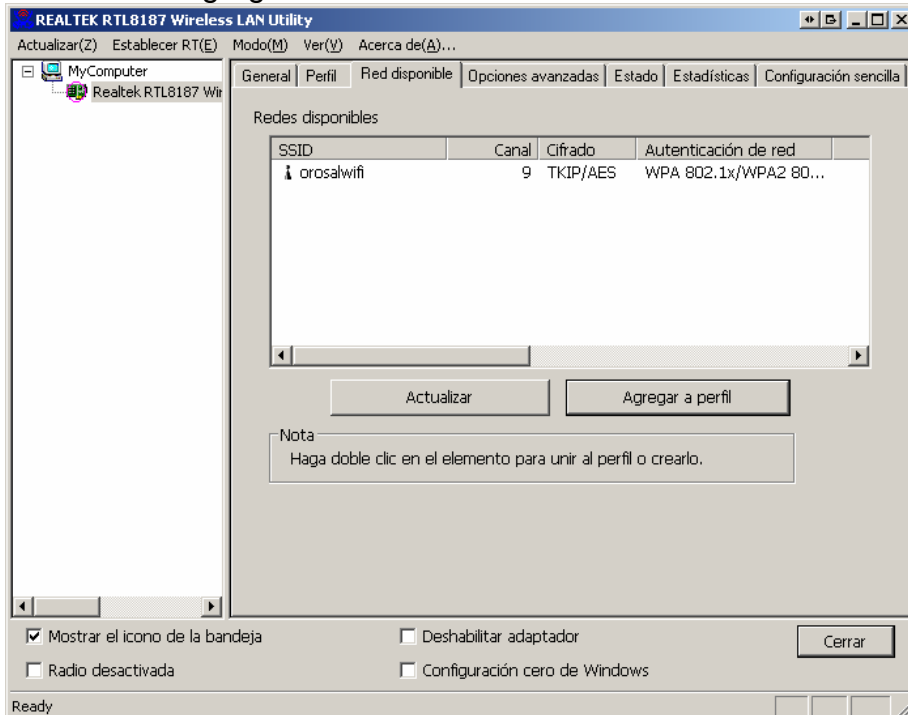 REALTEK RTL8187 Wireless LAN Utility
Actualizar(Z) Establecer RT(E) Modo(M) Ver(V) Acerca de(A)...
MyComputer
Realtek RTL8187 Wir
General Perfil Red disponible Opciones avanzadas Estado Estadísticas Configuración sencilla
Redes disponibles
SSID Canal Cifrado Autenticación de red
orosalwifi 9 TKIP/AES WPA 802.1x/WPA2 80...
Actualizar Agregar a perfil
Nota
Haga doble clic en el elemento para unir al perfil o crearlo.
Mostrar el icono de la bandeja Deshabilitar adaptador Cerrar
Radio desactivada Configuración cero de Windows
Ready